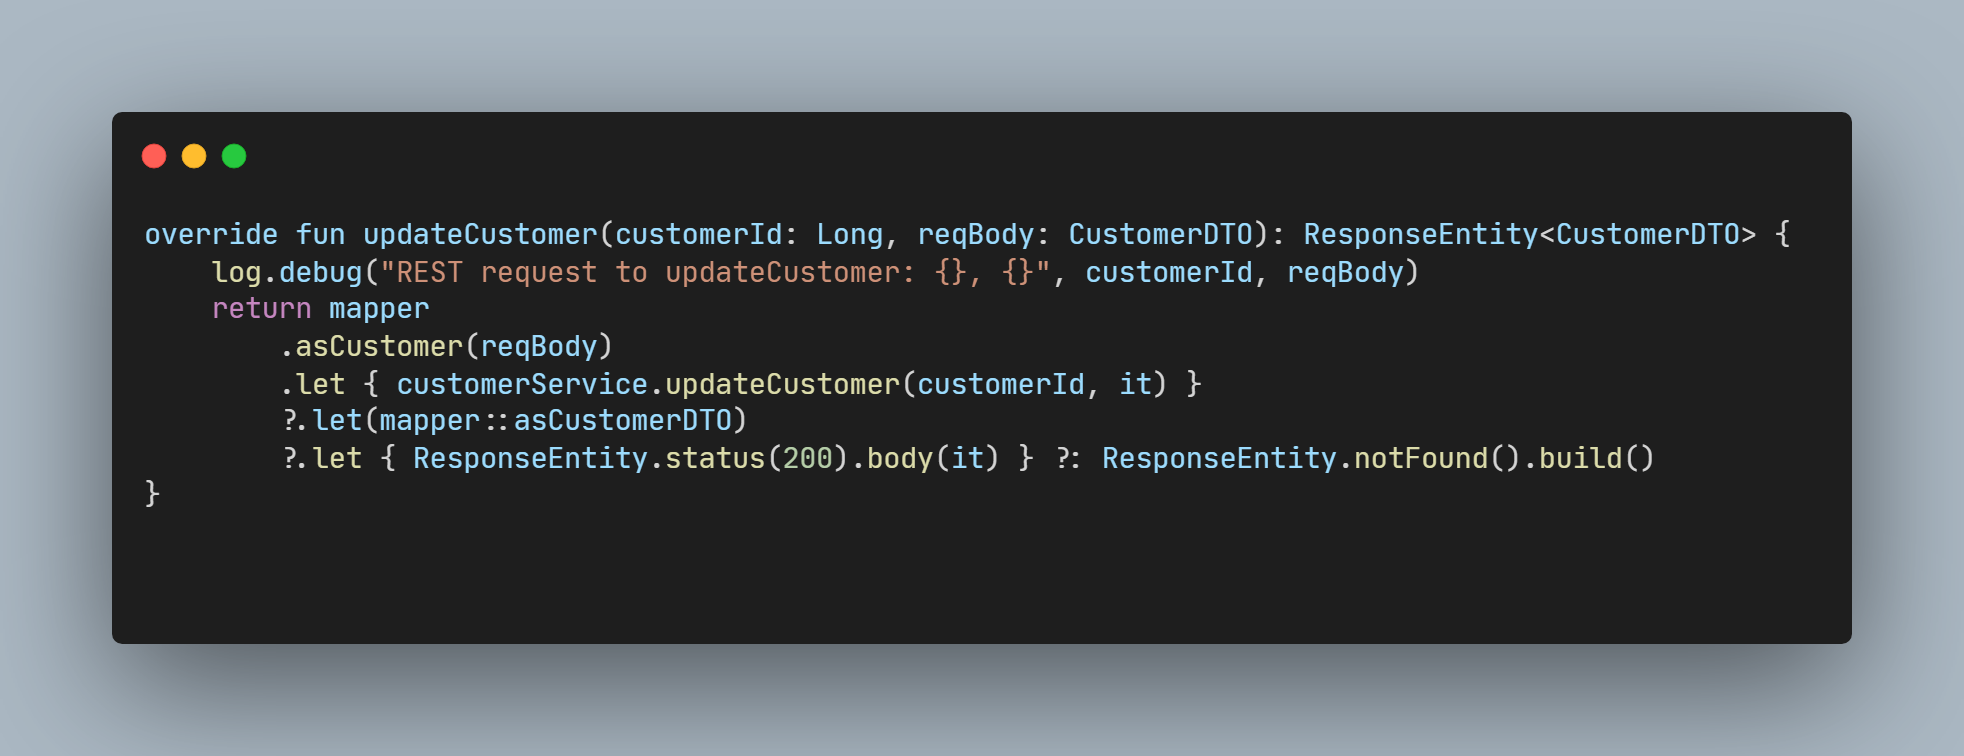 override fun updateCustomer(customerId: Long, reqBody: CustomerDTO): ResponseEntity<CustomerDTO> {
    log.debug("REST request to updateCustomer: {}, {}", customerId, reqBody)
    return mapper
        .asCustomer(reqBody)
        .let { customerService.updateCustomer(customerId, it) }
        ?.let(mapper::asCustomerDTO)
        ?.let { ResponseEntity.status(200).body(it) } ?: ResponseEntity.notFound().build()
}